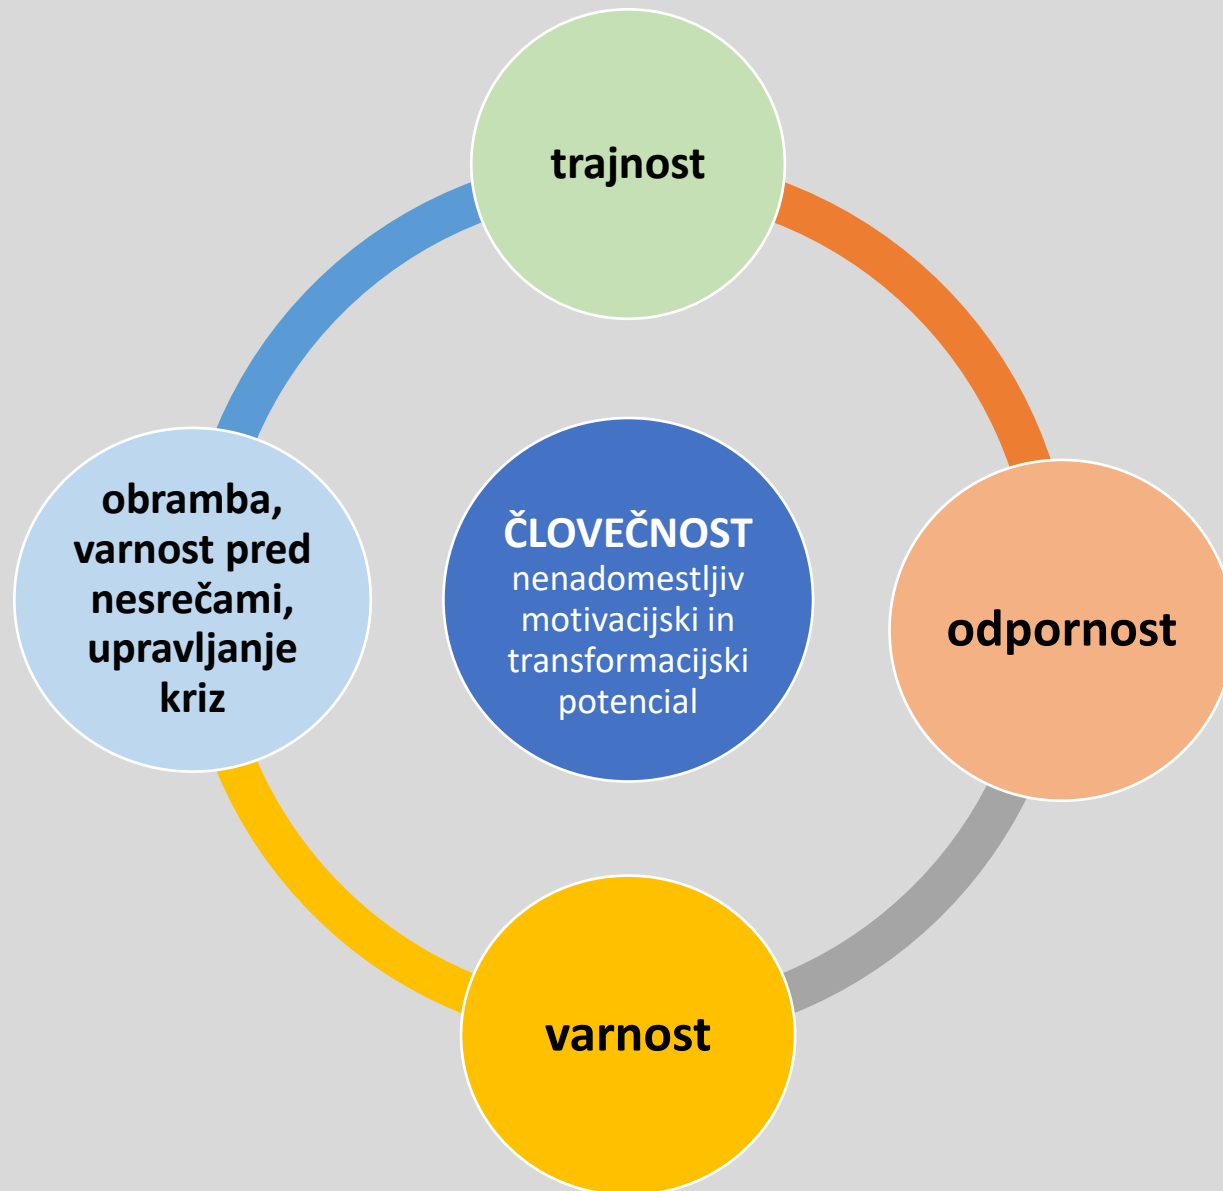 trajnost
obramba,
varnost pred
nesrečami,
upravljanje
kriz
ČLOVEČNOST
nenadomestljiv
motivacijski in
transformacijski
potencial
odpornost
varnost